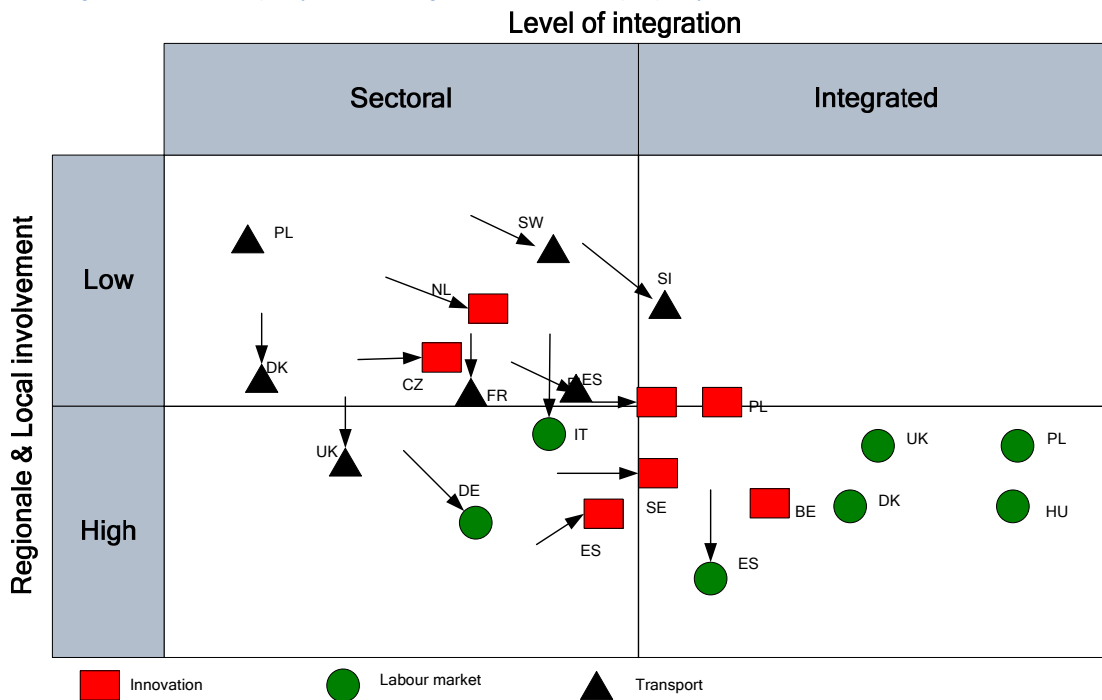 Level of integration
Sectoral
Integrated
Regionale & Local involvement
Low
High
PL
SW
SI
NL
DK
CZ
FR
ES
PL
UK
IT
UK
PL
DE
SE
BE
DK
HU
ES
ES
Innovation
Labour market
Transport